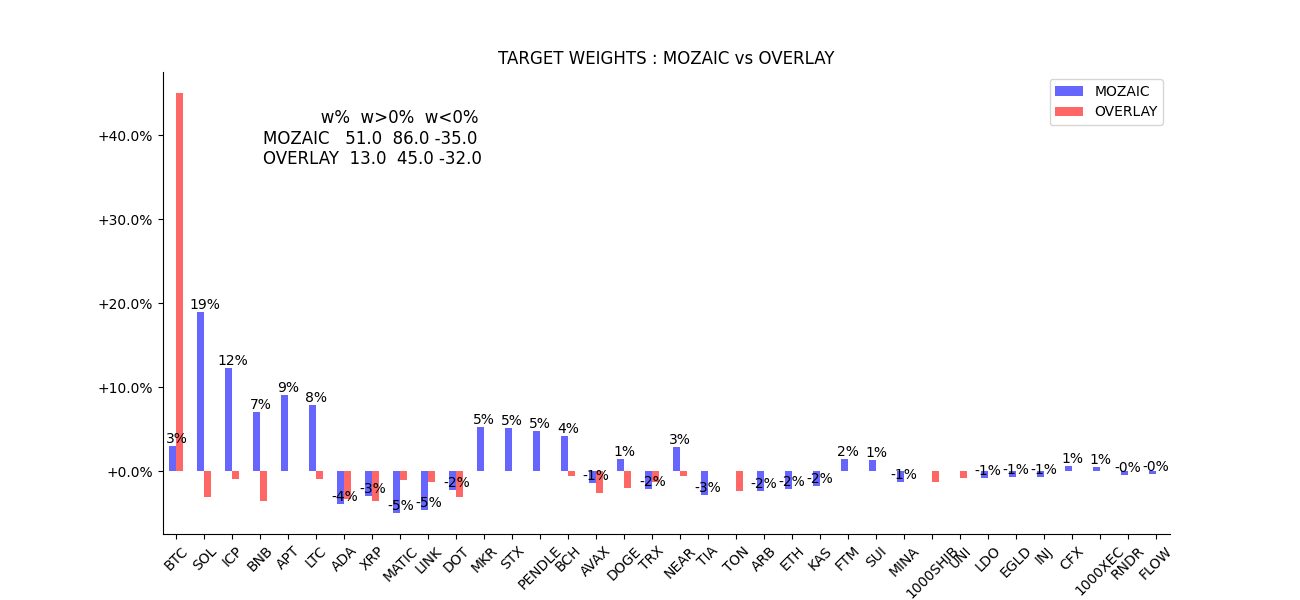 TARGET WEIGHTS : MOZAIC vs OVERLAY
MOZAIC
OVERLAY
w% w>0% w<0%
MOZAIC 51.0 86.0 -35.0
OVERLAY 13.0 45.0 -32.0
+40.0%
+30.0%
+20.0%
+10.0%
+0.0%
3% 19% 12% 7% 9% 8% -4% -3% -5% -5% -2% 5% 5% 5% 4% -1% 1% -2% 3% -3% -2% -2% -2% 2% 1% -1% -1% -1% -1% 1% 1% -0% -0%
BTC SOL ICP BNB APT LTC ADA XRP MATIC LINK DOT MKR STX PENDLE BCH AVAX DOGE TRX NEAR TIA TON ARB ETH KAS FTM SUI MINA 1000SHIB UNI LDO EGLD INJ CFX 1000XEC RNDR FLOW